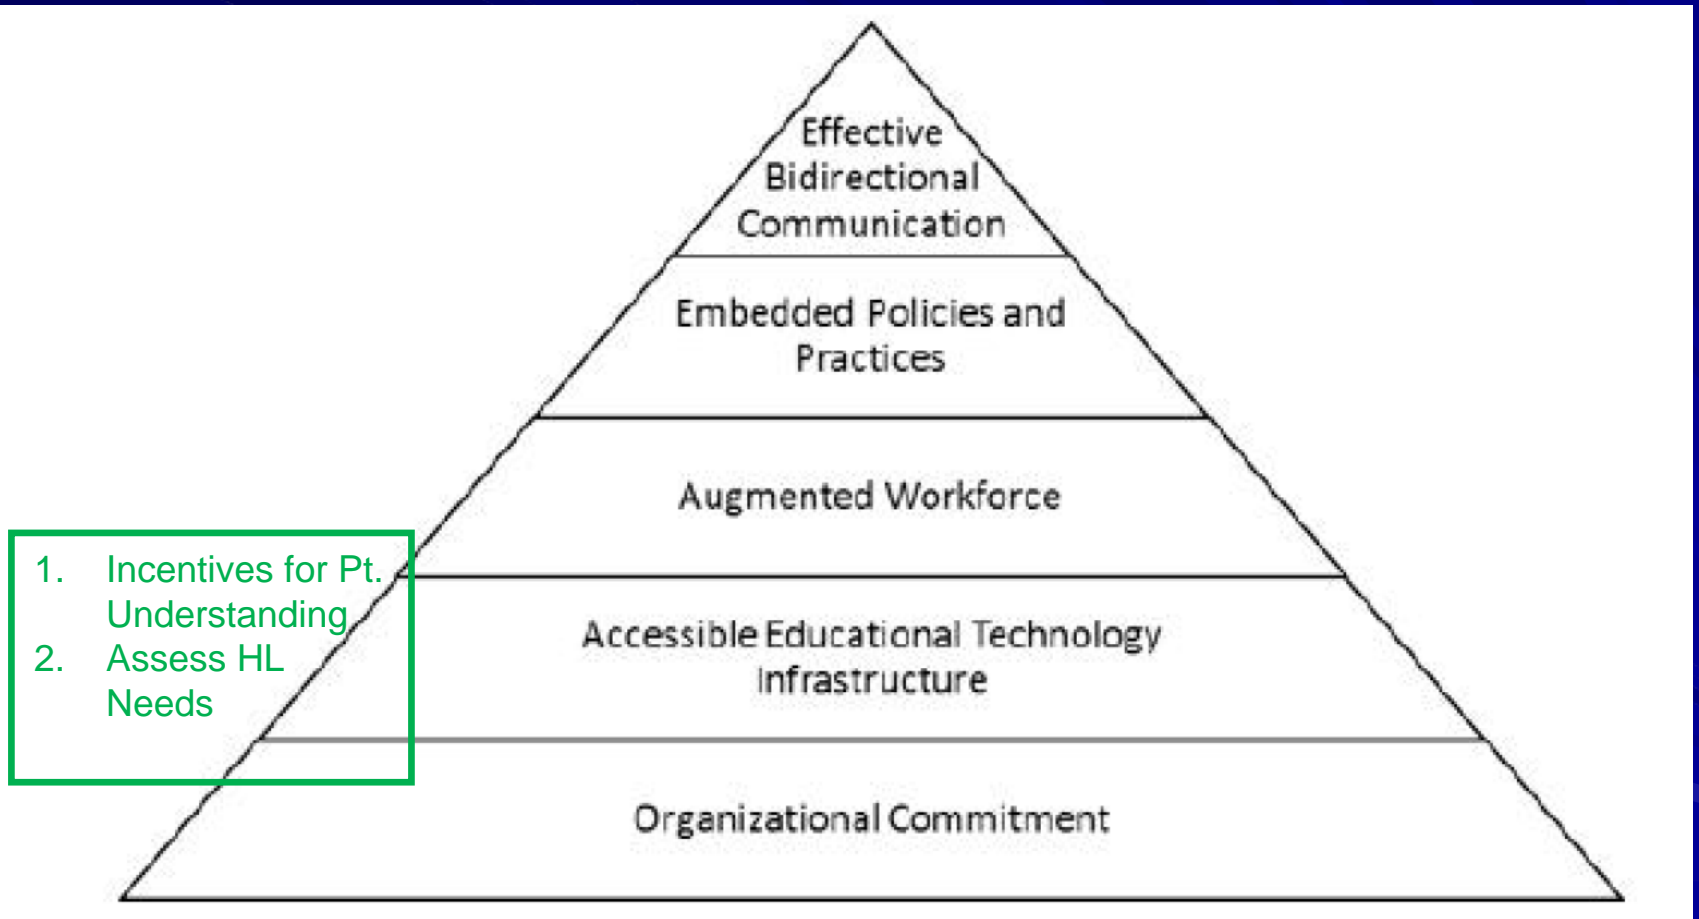 Effective
Bidirectional
Communication
Embedded Policies and
Practices
Augmented Workforce
1. Incentives for Pt.
Understanding
2. Assess HL
Needs
Accessible Educational Technology
Infrastructure
Organizational Commitment